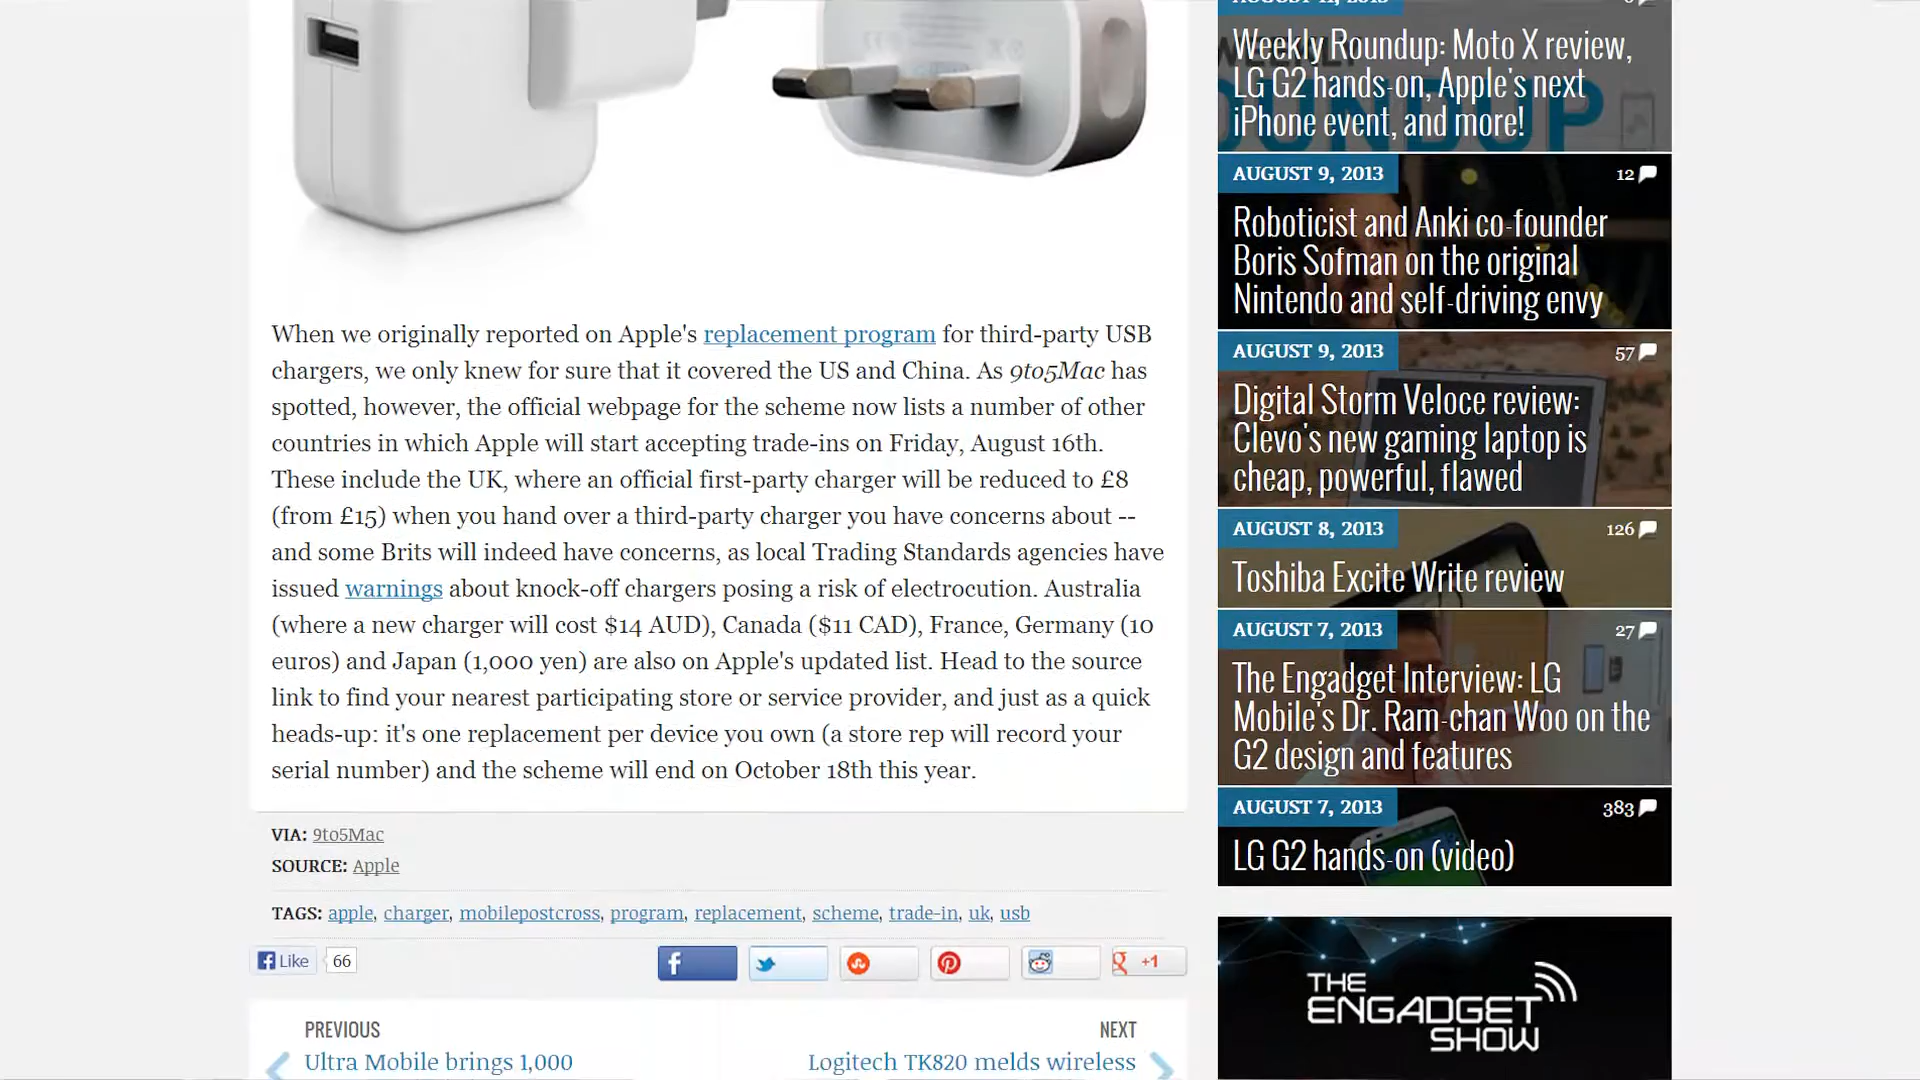 When we originally reported on Apple's replacement program for third-party USB
chargers, we only knew for sure that it covered the US and China. As 9to5Mac has
spotted, however, the official webpage for the scheme now lists a number of other
countries in which Apple will start accepting trade-ins on Friday, August 16th.
These include the UK, where an official first-party charger will be reduced to £8
(from £15) when you hand over a third-party charger you have concerns about --
and some Brits will indeed have concerns, as local Trading Standards agencies have
issued warnings about knock-off chargers posing a risk of electrocution. Australia
(where a new charger will cost $14 AUD), Canada ($11 CAD), France, Germany (10
euros) and Japan (1,000 yen) are also on Apple's updated list. Head to the source
link to find your nearest participating store or service provider, and just as a quick
heads-up: it's one replacement per device you own (a store rep will record your
serial number) and the scheme will end on October 18th this year.
VIA: 9to5Mac
SOURCE: Apple
TAGS: apple, charger, mobilepostcross, program, replacement, scheme, trade-in, uk, usb
Like 66
+1
PREVIOUS
Ultra Mobile brings 1,000
NEXT
Logitech TK820 melds wireless
Weekly Roundup: Moto X review,
LG G2 hands-on, Apple's next
iPhone event, and more!
AUGUST 9, 2013 12
Roboticist and Anki co-founder
Boris Sofman on the original
Nintendo and self-driving envy
AUGUST 9, 2013 57
Digital Storm Veloce review:
Clevo's new gaming laptop is
cheap, powerful, flawed
AUGUST 8, 2013 126
Toshiba Excite Write review
AUGUST 7, 2013 27
The Engadget Interview: LG
Mobile's Dr. Ram-chan Woo on the
G2 design and features
AUGUST 7, 2013 383
LG G2 hands-on (video)
THE
ENGADGET
SHOW